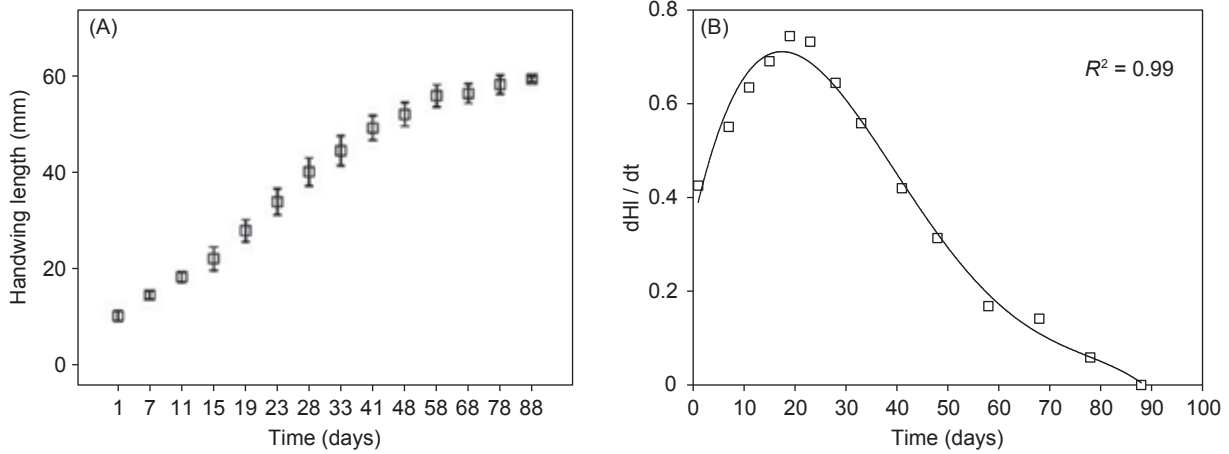 (A)
Handwing length (mm)
60
40
20
0
1 7 11 15 19 23 28 33 41 48 58 68 78 88
Time (days)
(B)
R² = 0.99
dHl / dt
0.8
0.6
0.4
0.2
0
0 10 20 30 40 50 60 70 80 90 100
Time (days)